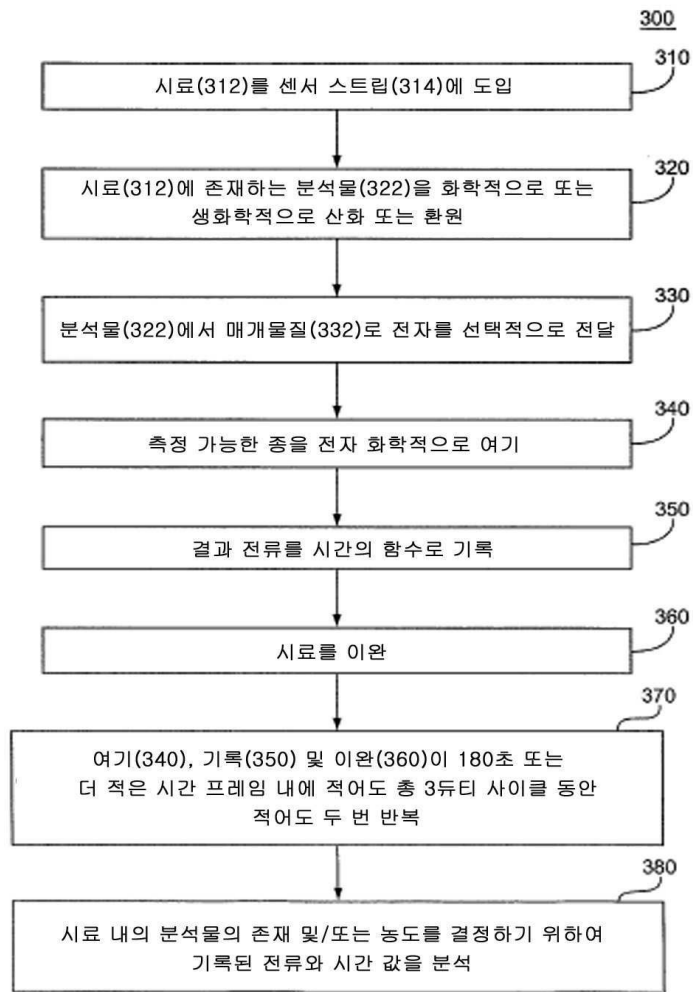 300
310
시료(312)를 센서 스트립(314)에 도입
320
시료(312)에 존재하는 분석물(322)을 화학적으로 또는
생화학적으로 산화 또는 환원
330
분석물(322)에서 매개물질(332)로 전자를 선택적으로 전달
340
측정 가능한 종을 전자 화학적으로 여기
350
결과 전류를 시간의 함수로 기록
360
시료를 이완
370
여기(340), 기록(350) 및 이완(360)이 180초 또는
더 적은 시간 프레임 내에 적어도 총 3듀티 사이클 동안
적어도 두 번 반복
380
시료 내의 분석물의 존재 및/또는 농도를 결정하기 위하여
기록된 전류와 시간 값을 분석